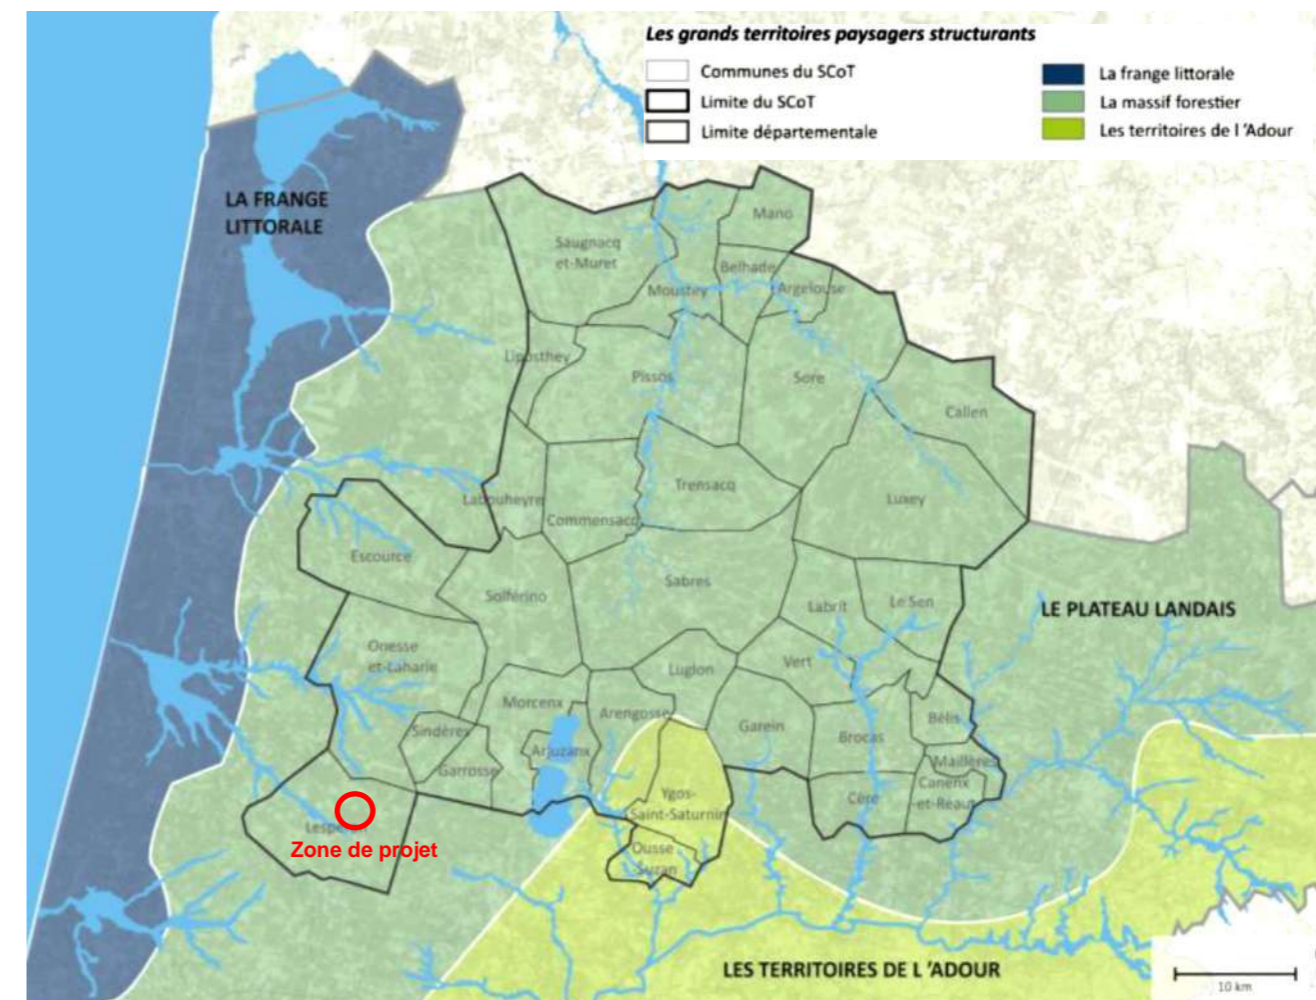 Les grands territoires paysagers structurants
Communes du SCoT
Limite du SCoT
Limite départementale
La frange littorale
La massif forestier
Les territoires de l 'Adour
LA FRANGE
LITTORALE
Mano
Saugnacq
et-Muret
Belhade
Moustey
Argelouse
Liposthey
Pissos
Sore
Callen
Labouheyre
Trensacq
Luxey
Commensacq
Escource
Solférino
Sabres
Labrit
Le Sen
LE PLATEAU LANDAIS
Onesse
et-Laharie
Luglon
Vert
Morcenx
Arengosse
Garein
Bélis
Sindères
Brocas
Arjuzanx
Maillères
Garrosse
Canenx
et-Réaut
Cère
Ygos-
Saint-Saturnin
Lespe
Zone de projet
Ousse
Suzan
LES TERRITOIRES DE L 'ADOUR
10 km